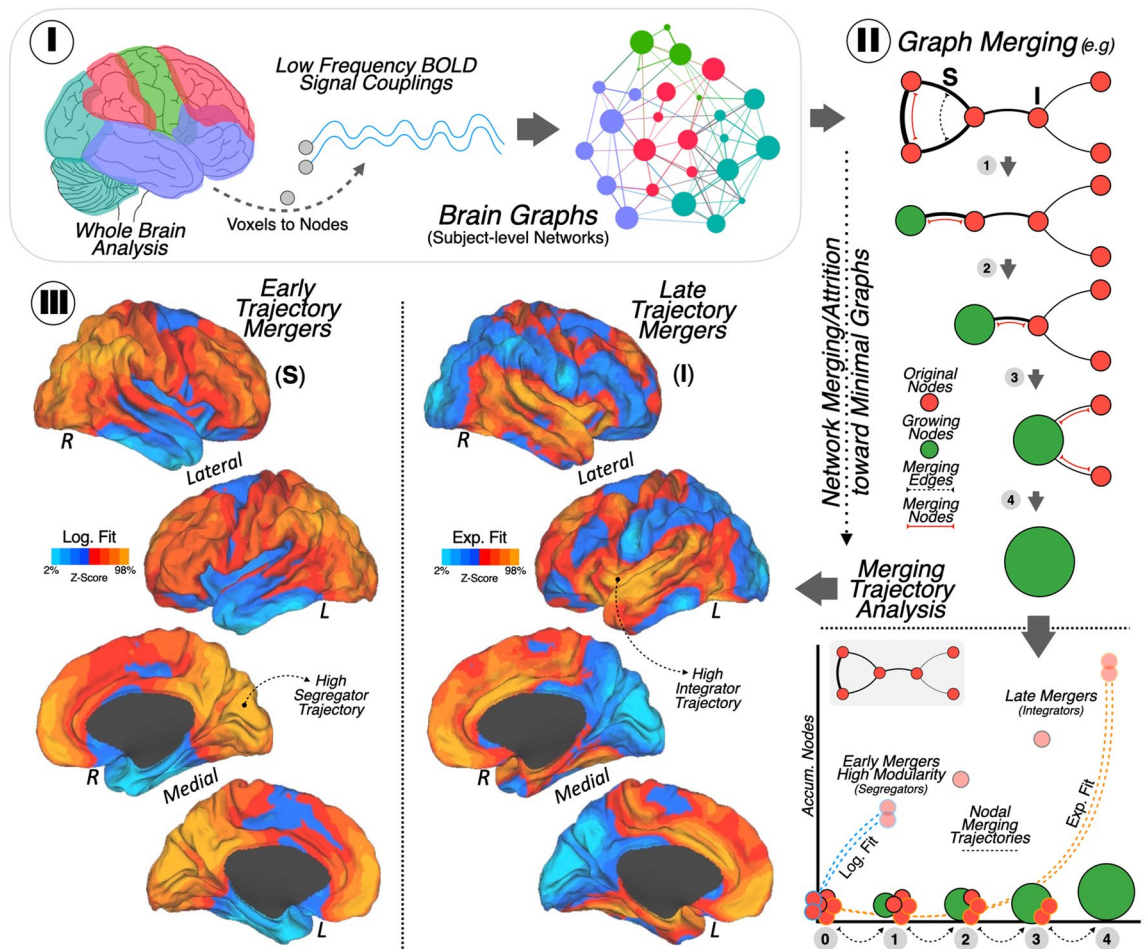 I
Low Frequency BOLD
Signal Couplings
Whole Brain
Analysis
Voxels to Nodes
Brain Graphs
(Subject-level Networks)
II
Graph Merging (e.g)
S
I
1
2
3
4
Network Merging/Attrition
toward Minimal Graphs
Original
Nodes
Growing
Nodes
Merging
Edges
Merging
Nodes
Merging
Trajectory
Analysis
III
Early
Trajectory
Mergers
(S)
R
Lateral
Log. Fit
2%
98%
Z-Score
L
High
Segregator
Trajectory
R
Medial
L
Late
Trajectory
Mergers
(I)
R
Lateral
Exp. Fit
2%
98%
Z-Score
L
High
Integrator
Trajectory
R
Medial
L
Accum. Nodes
Late Mergers
(Integrators)
Early Mergers
High Modularity
(Segregators)
Nodal
Merging
Trajectories
Log. Fit
Exp. Fit
0
1
2
3
4